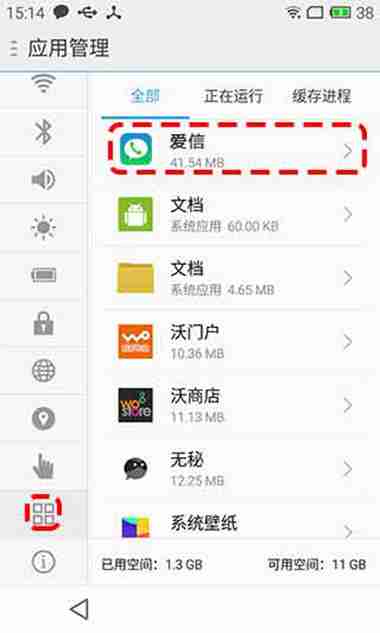 15:14
38
应用管理
全部 正在运行 缓存进程
爱信
41.54 MB
文档
系统应用 60.00 KB
文档
系统应用 4.65 MB
沃门户
10.36 MB
wo&
store
沃商店
11.13 MB
无秘
12.25 MB
系统壁纸
已用空间：1.3 GB 可用空间：11 GB